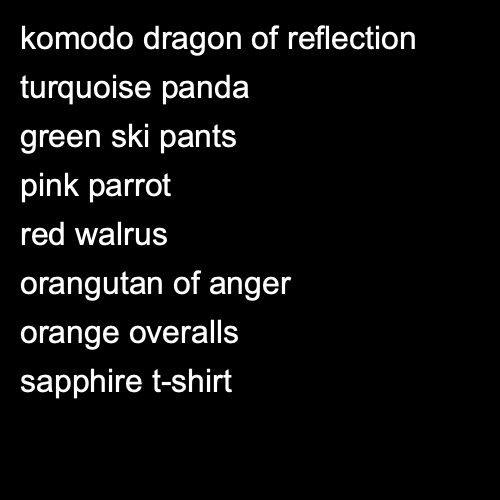 komodo dragon of reflection
turquoise panda
green ski pants
pink parrot
red walrus
orangutan of anger
orange overalls
sapphire t-shirt